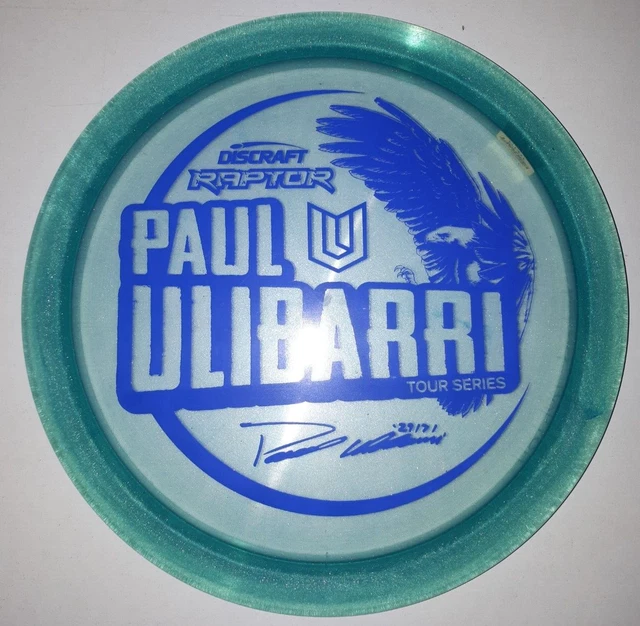 DISCRAFT
RAPTOR
PAUL
ULIBARRI
TOUR SERIES